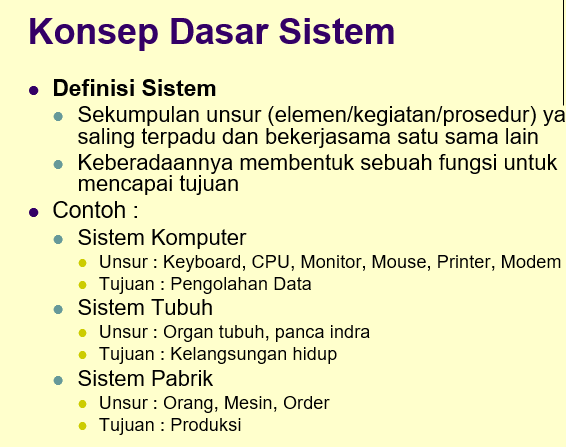 Konsep Dasar Sistem
Definisi Sistem
Sekumpulan unsur (elemen/kegiatan/prosedur) ya
saling terpadu dan bekerjasama satu sama lain
Keberadaannya membentuk sebuah fungsi untuk
mencapai tujuan
Contoh :
Sistem Komputer
Unsur : Keyboard, CPU, Monitor, Mouse, Printer, Modem
Tujuan : Pengolahan Data
Sistem Tubuh
Unsur : Organ tubuh, panca indra
Tujuan : Kelangsungan hidup
Sistem Pabrik
Unsur : Orang, Mesin, Order
Tujuan : Produksi